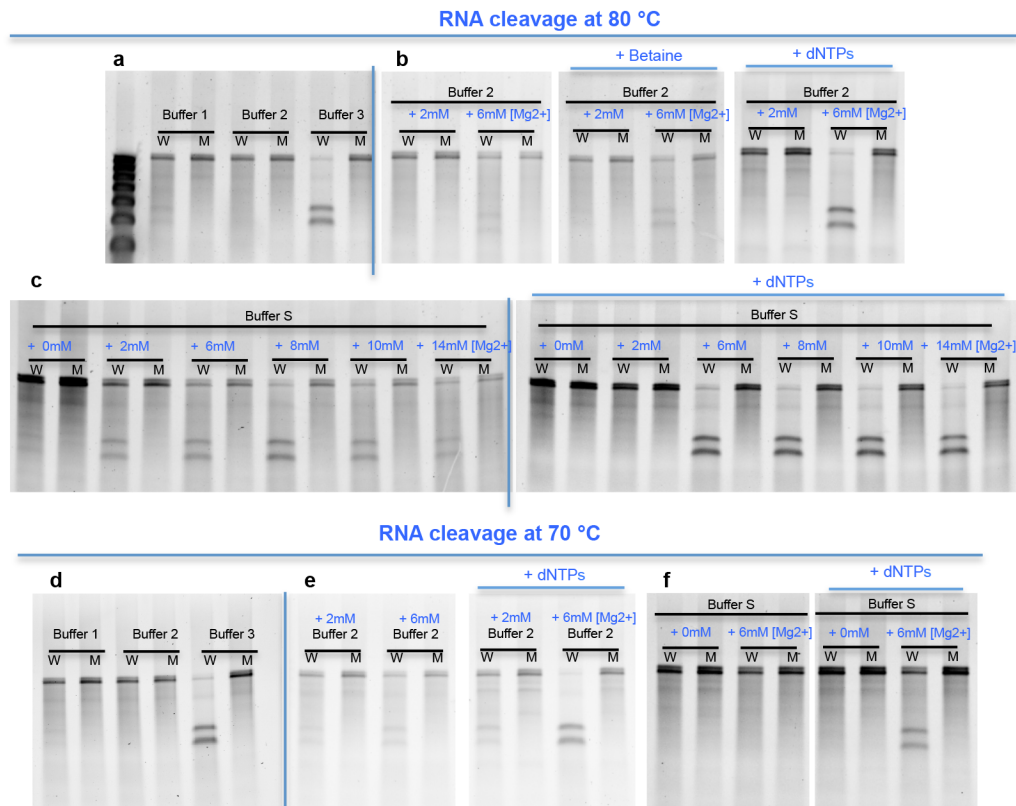 RNA cleavage at 80 °C
a
b
+ Betaine
+ dNTPs
Buffer 1 Buffer 2 Buffer 3
W M W M W M
Buffer 2
+ 2mM + 6mM [Mg2+]
W M W M
Buffer 2
+ 2mM + 6mM [Mg2+]
W M W M
Buffer 2
+ 2mM + 6mM [Mg2+]
W M W M
c
+ dNTPs
Buffer S
+ 0mM + 2mM + 6mM + 8mM + 10mM + 14mM [Mg2+]
W M W M W M W M W M W M
Buffer S
+ 0mM + 2mM + 6mM + 8mM + 10mM + 14mM [Mg2+]
W M W M W M W M W M W M
RNA cleavage at 70 °C
d
e
f
+ dNTPs
+ dNTPs
Buffer 1 Buffer 2 Buffer 3
W M W M W M
+ 2mM + 6mM
Buffer 2 Buffer 2
W M W M
+ 2mM + 6mM [Mg2+]
Buffer 2 Buffer 2
W M W M
Buffer S
+ 0mM + 6mM [Mg2+]
W M W M
Buffer S
+ 0mM + 6mM [Mg2+]
W M W M